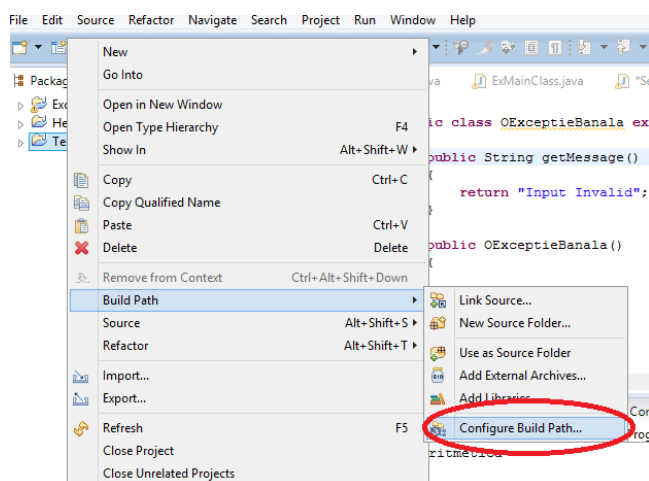 File Edit Source Refactor Navigate Search Project Run Window Help
Packag
ExMainClass.java
Exc
He
Te
New
Go Into
Open in New Window
Open Type Hierarchy F4
Show In Alt+Shift+W
Copy Ctrl+C
Copy Qualified Name
Paste Ctrl+V
Delete Delete
Remove from Context Ctrl+Alt+Shift+Down
Build Path
Source Alt+Shift+S
Refactor Alt+Shift+T
Import...
Export...
Refresh F5
Close Project
Close Unrelated Projects
va
*Se
ic class OExceptieBanala ex
public String getMessage()
{
return "Input Invalid";
}
public OExceptieBanala()
{
Link Source...
New Source Folder...
Use as Source Folder
Add External Archives...
Add Libraries...
Configure Build Path...
Con
rog
ritmetica